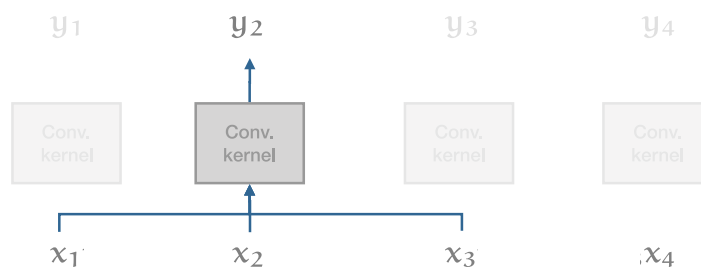 y1 y2 y3 y4
Conv. kernel Conv. kernel Conv. kernel Conv. kernel
x1 x2 x3 x4